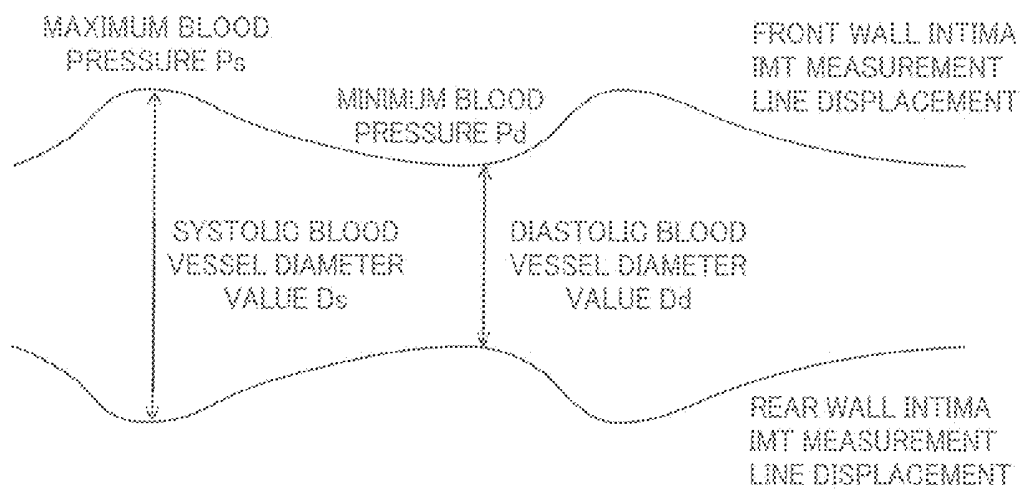 MAXIMUM BLOOD
PRESSURE Ps
FRONT WALL INTIMA
IMT MEASUREMENT
LINE DISPLACEMENT
MINIMUM BLOOD
PRESSURE Pd
SYSTOLIC BLOOD
VESSEL DIAMETER
VALUE Ds
DIASTOLIC BLOOD
VESSEL DIAMETER
VALUE Dd
REAR WALL INTIMA
IMT MEASUREMENT
LINE DISPLACEMENT